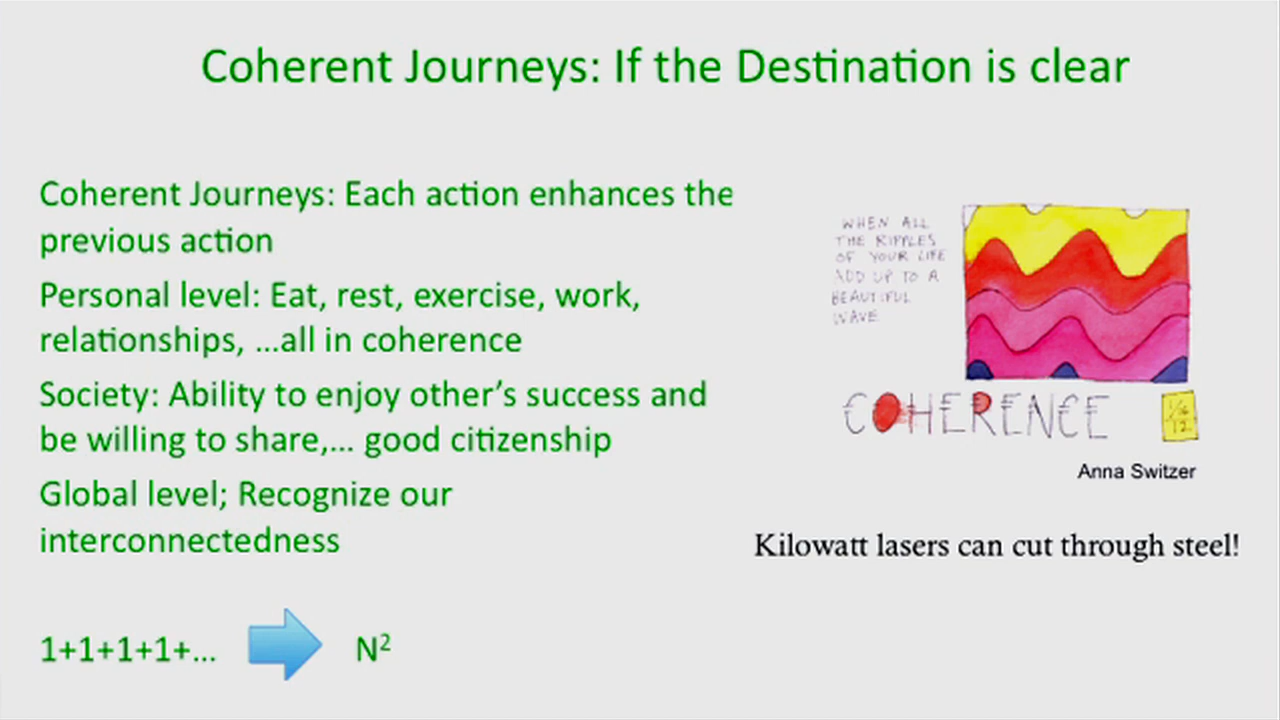 Coherent Journeys: If the Destination is clear
Coherent Journeys: Each action enhances the
previous action
Personal level: Eat, rest, exercise, work,
relationships, ...all in coherence
Society: Ability to enjoy other's success and
be willing to share,... good citizenship
Global level; Recognize our
interconnectedness
1+1+1+1+... N²
WHEN ALL
THE RIPPLES
OF YOUR LIFE
ADD UP TO A
BEAUTIFUL
WAVE
COHERENCE
Anna Switzer
Kilowatt lasers can cut through steel!